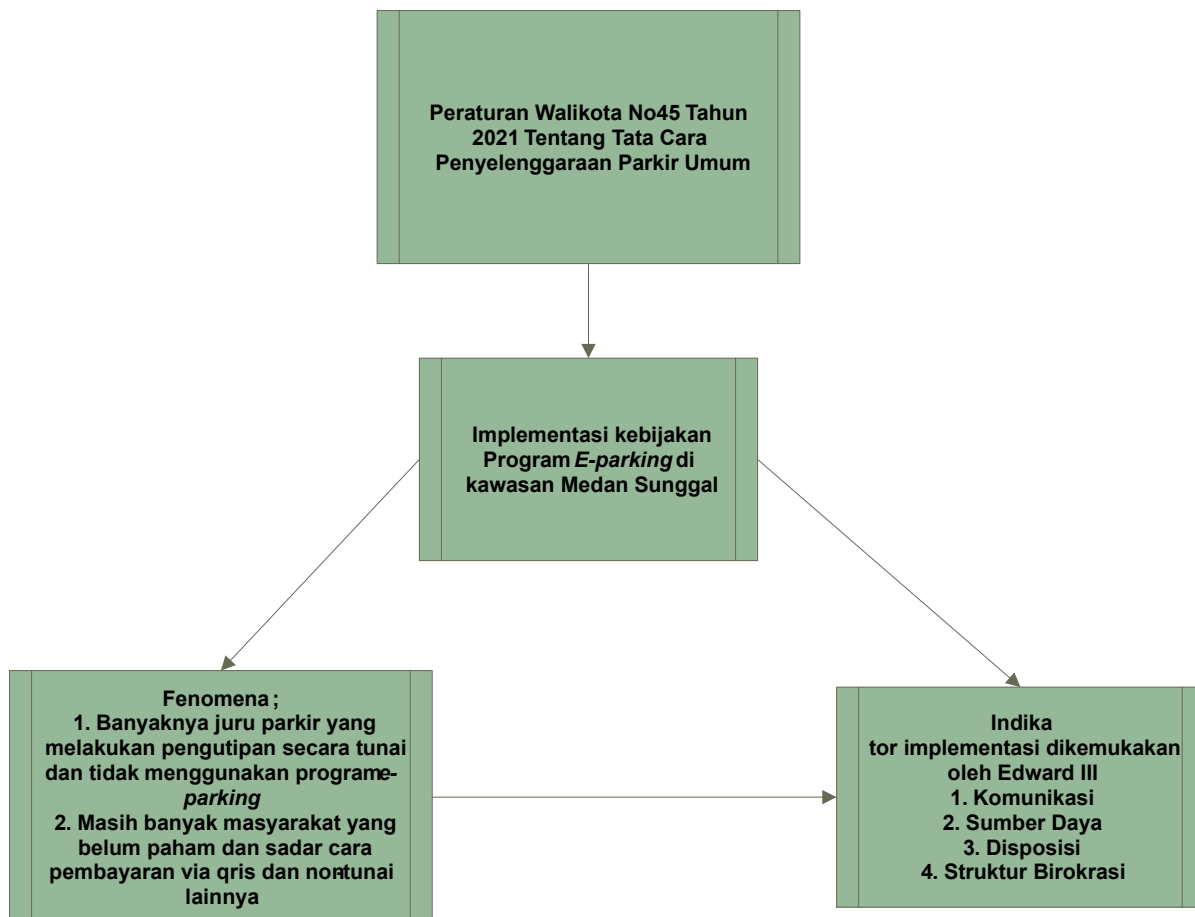 Peraturan Walikota No45 Tahun
2021 Tentang Tata Cara
Penyelenggaraan Parkir Umum
Implementasi kebijakan
Program E-parking di
kawasan Medan Sunggal
Fenomena ;
1. Banyaknya juru parkir yang
melakukan pengutipan secara tunai
dan tidak menggunakan program e-
parking
2. Masih banyak masyarakat yang
belum paham dan sadar cara
pembayaran via qris dan non-tunai
lainnya
Indika
tor implementasi dikemukakan
oleh Edward III
1. Komunikasi
2. Sumber Daya
3. Disposisi
4. Struktur Birokrasi